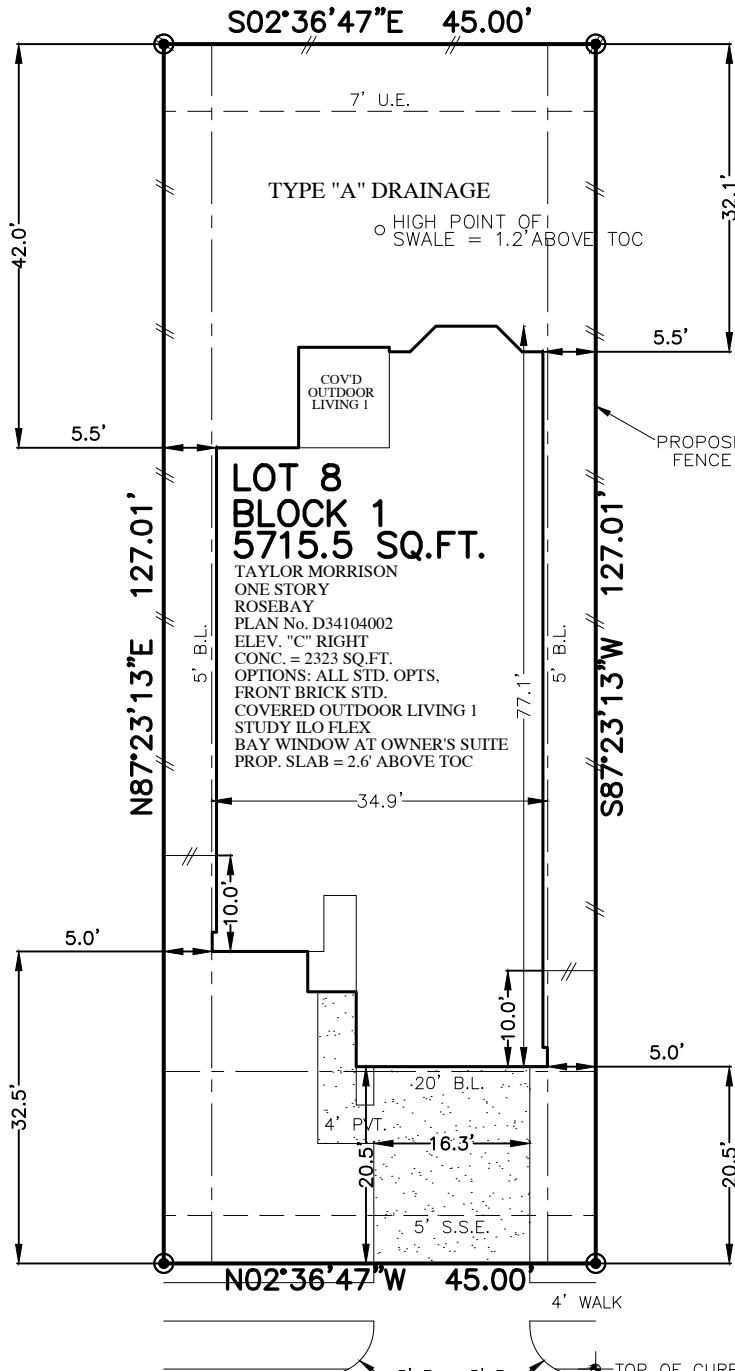 S02°36'47"E 45.00'
7' U.E.
TYPE "A" DRAINAGE
HIGH POINT OF
SWALE = 1.2' ABOVE TOC
42.0'
32.1'
COV'D
OUTDOOR
LIVING 1
5.5'
5.5'
PROPOSE
FENCE
LOT 8
BLOCK 1
5715.5 SQ.FT.
TAYLOR MORRISON
ONE STORY
ROSEBAY
PLAN No. D34104002
ELEV. "C" RIGHT
CONC. = 2323 SQ.FT.
OPTIONS: ALL STD. OPTS,
FRONT BRICK STD.
COVERED OUTDOOR LIVING 1
STUDY ILO FLEX
BAY WINDOW AT OWNER'S SUITE
PROP. SLAB = 2.6' ABOVE TOC
N87°23'13"E 127.01'
5' B.L.
77.1'
5' B.L.
S87°23'13"W 127.01'
34.9'
10.0'
5.0'
10.0'
5.0'
32.5'
20' B.L.
4' PVT.
16.3'
20.5'
20.5'
5' S.S.E.
N02°36'47"W 45.00'
4' WALK
TOP OF CURB